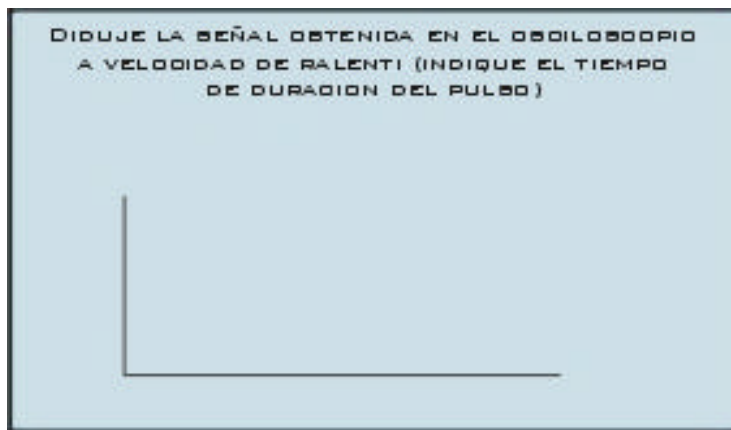 DIBUJE LA SEÑAL OBTENIDA EN EL OSCILOSCOPIO
A VELOCIDAD DE RALENTI (INDIQUE EL TIEMPO
DE DURACION DEL PULSO)